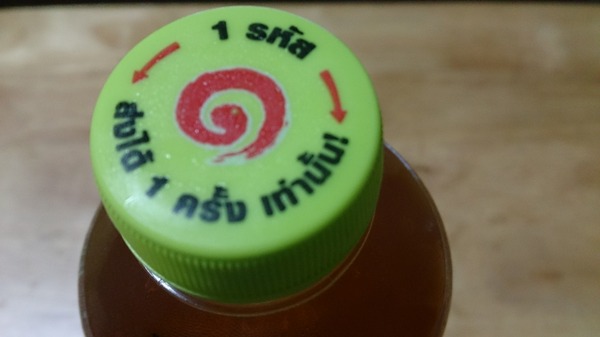 1 รหัส
ส่งได้ 1 ครั้ง เท่านั้น!